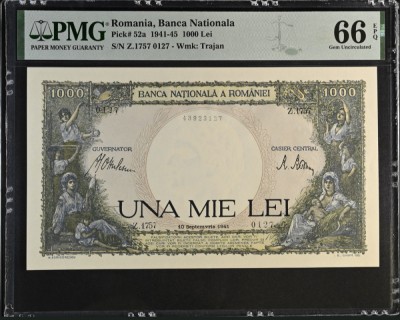 PMG
PAPER MONEY GUARANTY
Romania, Banca Nationala
Pick# 52a 1941-45 1000 Lei
S/N Z.1757 0127 - Wmk: Trajan
66 EPQ
Gem Uncirculated
1000 BANCA NAȚIONALĂ A ROMÂNIEI 1000
0127 Z.1757
GUVERNATOR CASIER CENTRAL
UNA MIE LEI
Z.1757 10 Septemvrie 1941 0127